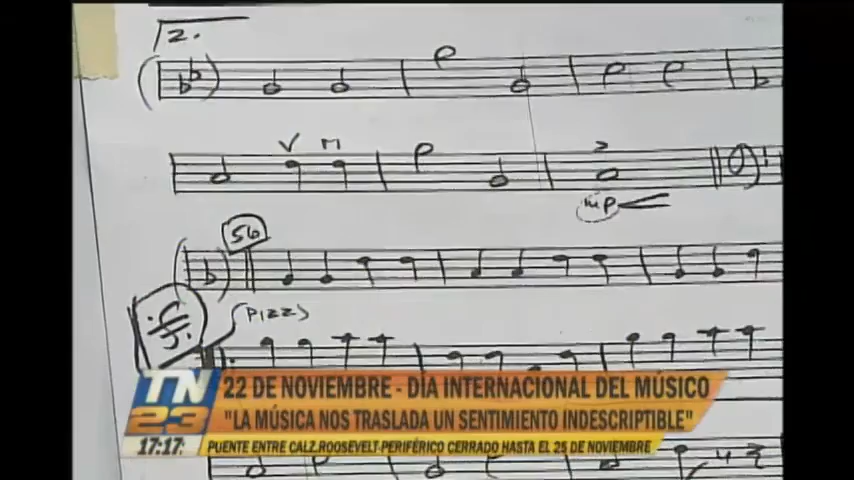 2.
mp
56
(PIZZ)
TN
23
22 DE NOVIEMBRE - DÍA INTERNACIONAL DEL MÚSICO
"LA MÚSICA NOS TRASLADA UN SENTIMIENTO INDESCRIPTIBLE"
17:17
PUENTE ENTRE CALZ.ROOSEVELT-PERIFÉRICO CERRADO HASTA EL 25 DE NOVIEMBRE